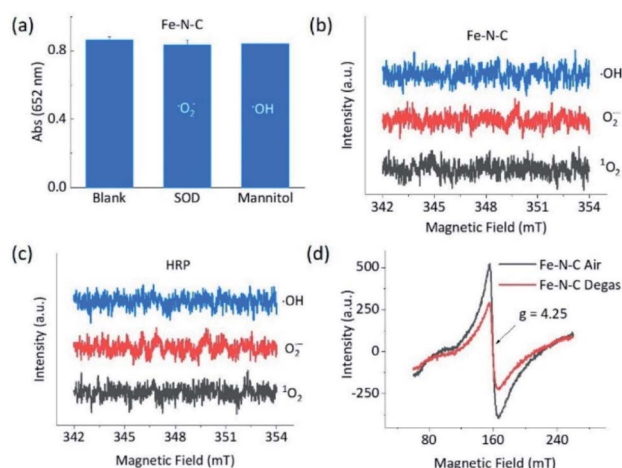 (a)
Fe-N-C
Abs (652 nm)
0.8
0.4
0.0
·O₂⁻
·OH
Blank
SOD
Mannitol
(b)
Fe-N-C
Intensity (a.u.)
·OH
O₂·⁻
¹O₂
342 345 348 351 354
Magnetic Field (mT)
(c)
HRP
Intensity (a.u.)
·OH
O₂·⁻
¹O₂
342 345 348 351 354
Magnetic Field (mT)
(d)
Intensity (a.u.)
500
250
0
-250
Fe-N-C Air
Fe-N-C Degas
g = 4.25
80 160 240
Magnetic Field (mT)